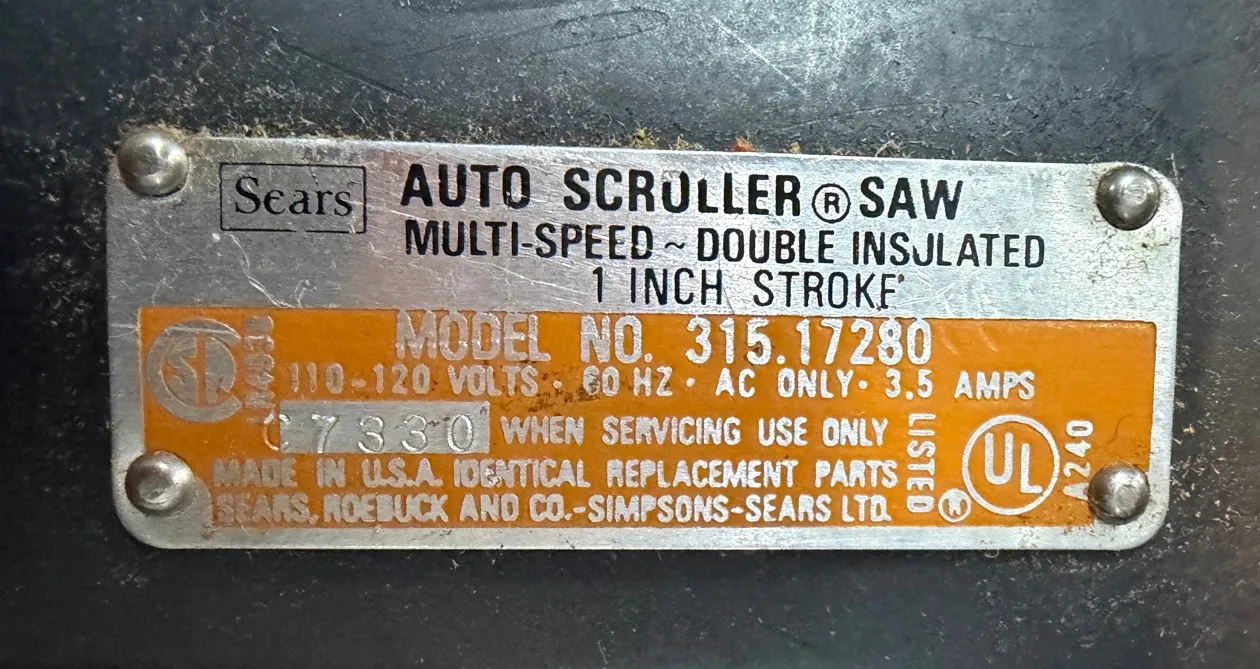 Sears
AUTO SCROLLER ® SAW
MULTI-SPEED ~ DOUBLE INSULATED
1 INCH STROKE
MODEL NO. 315.17280
110-120 VOLTS · 60 HZ · AC ONLY · 3.5 AMPS
C7330 WHEN SERVICING USE ONLY
MADE IN U.S.A. IDENTICAL REPLACEMENT PARTS
SEARS, ROEBUCK AND CO.-SIMPSONS-SEARS LTD.
LISTED
UL
®
A240